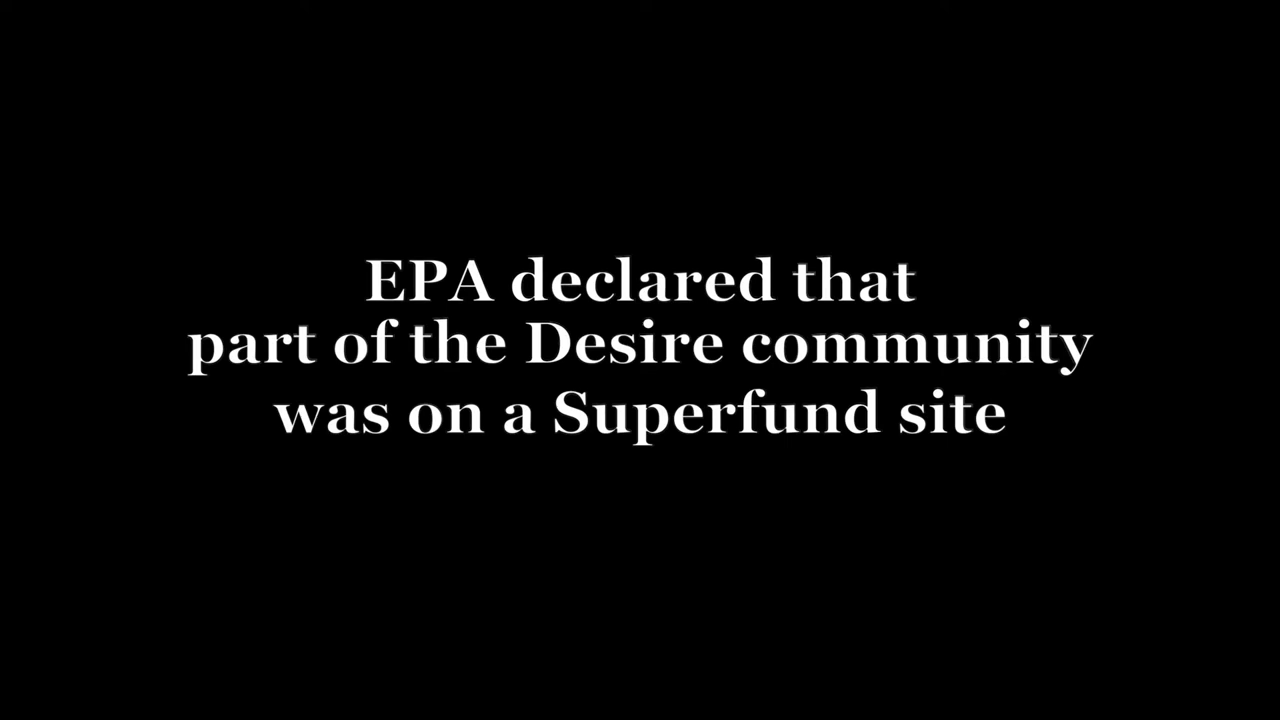 EPA declared that
part of the Desire community
was on a Superfund site